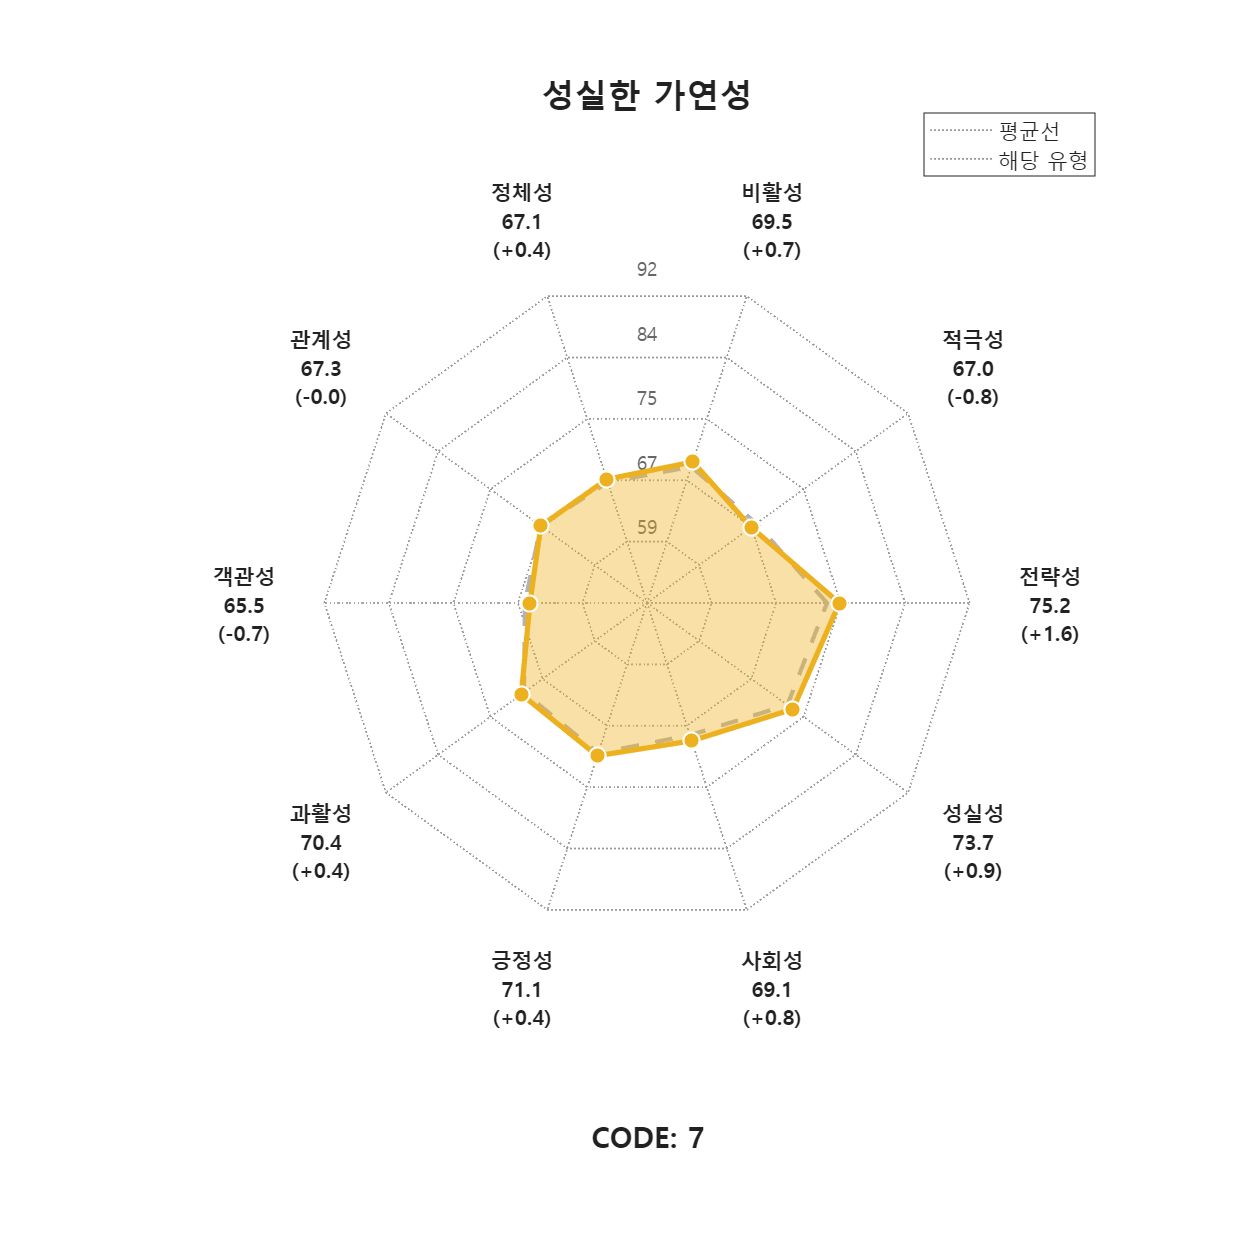 성실한 가연성
평균선
해당 유형
정체성
67.1
(+0.4)
비활성
69.5
(+0.7)
92
84
75
67
59
관계성
67.3
(-0.0)
적극성
67.0
(-0.8)
객관성
65.5
(-0.7)
전략성
75.2
(+1.6)
과활성
70.4
(+0.4)
성실성
73.7
(+0.9)
긍정성
71.1
(+0.4)
사회성
69.1
(+0.8)
CODE: 7